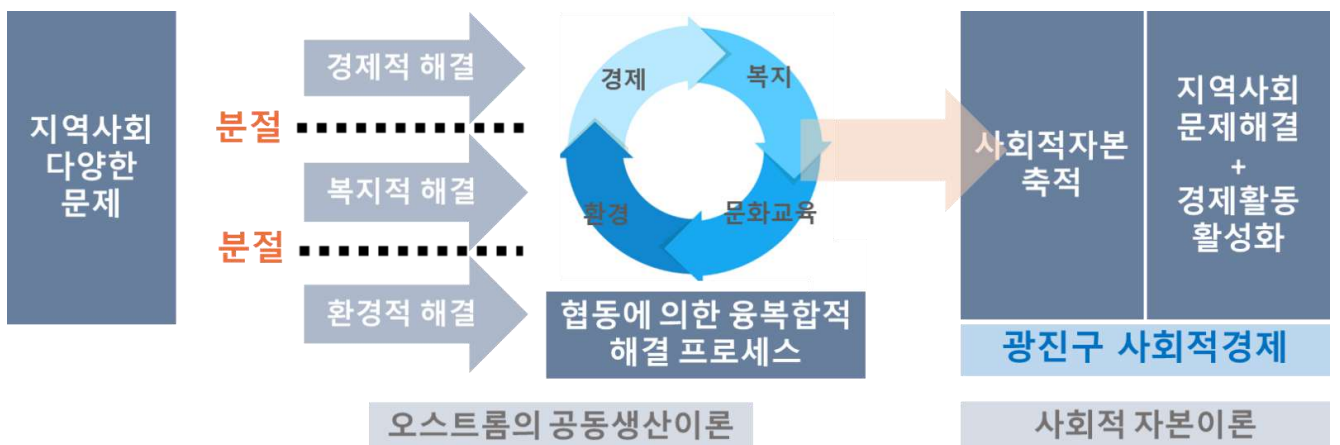 지역사회
다양한
문제
경제적 해결
분절
복지적 해결
분절
환경적 해결
경제
복지
환경
문화교육
협동에 의한 융복합적
해결 프로세스
사회적자본
축적
지역사회
문제해결
+
경제활동
활성화
광진구 사회적경제
오스트롬의 공동생산이론
사회적 자본이론